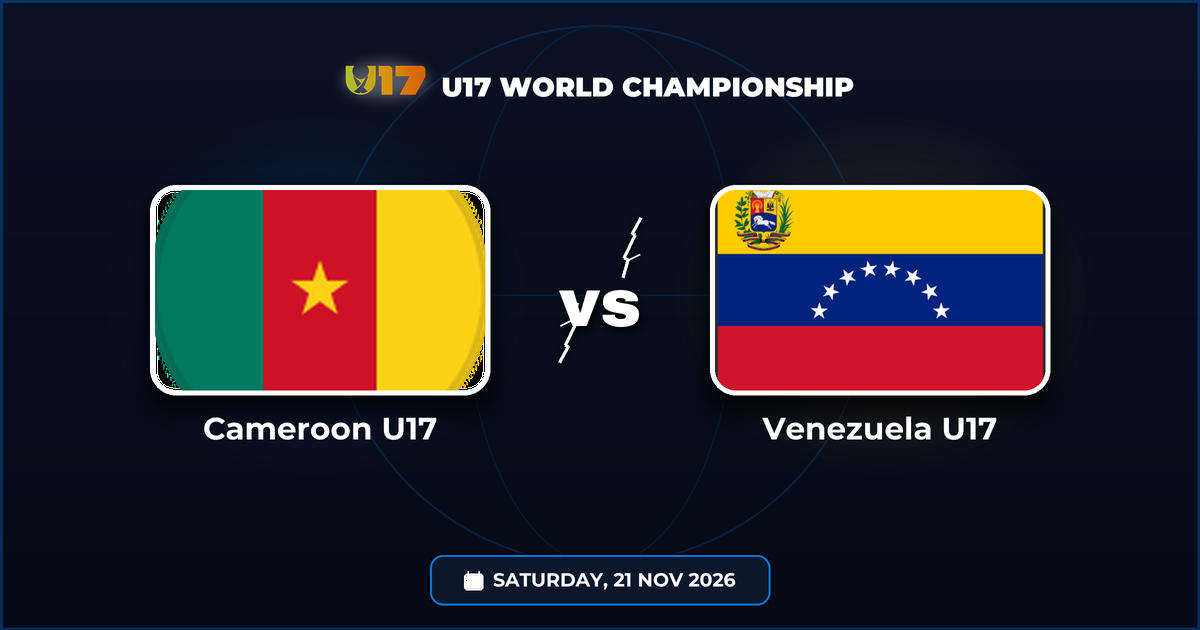 U17 U17 WORLD CHAMPIONSHIP
VS
Cameroon U17
Venezuela U17
SATURDAY, 21 NOV 2026